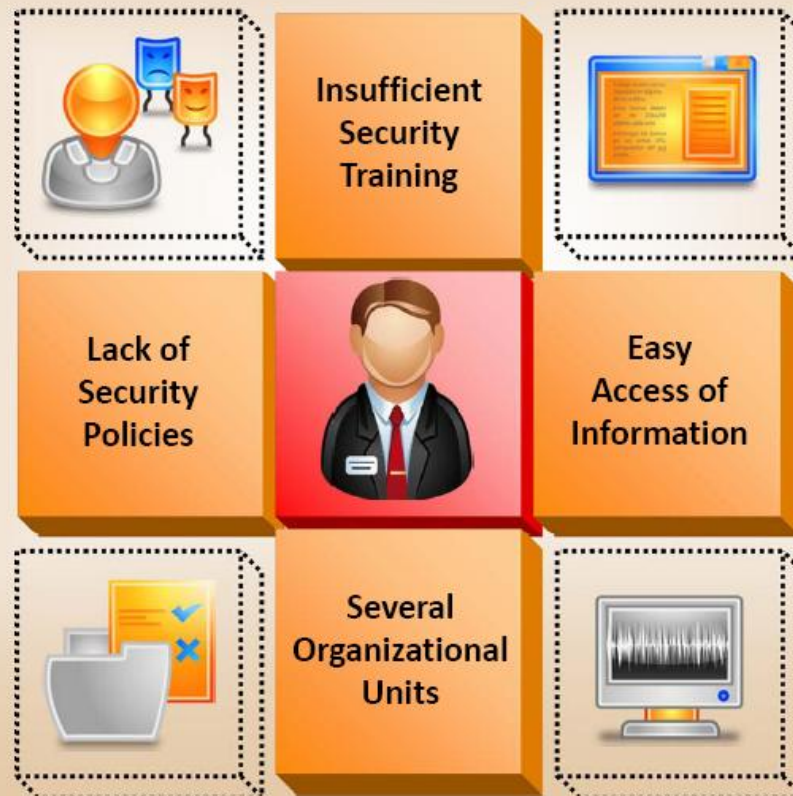 Insufficient
Security
Training
Lack of
Security
Policies
Easy
Access of
Information
Several
Organizational
Units